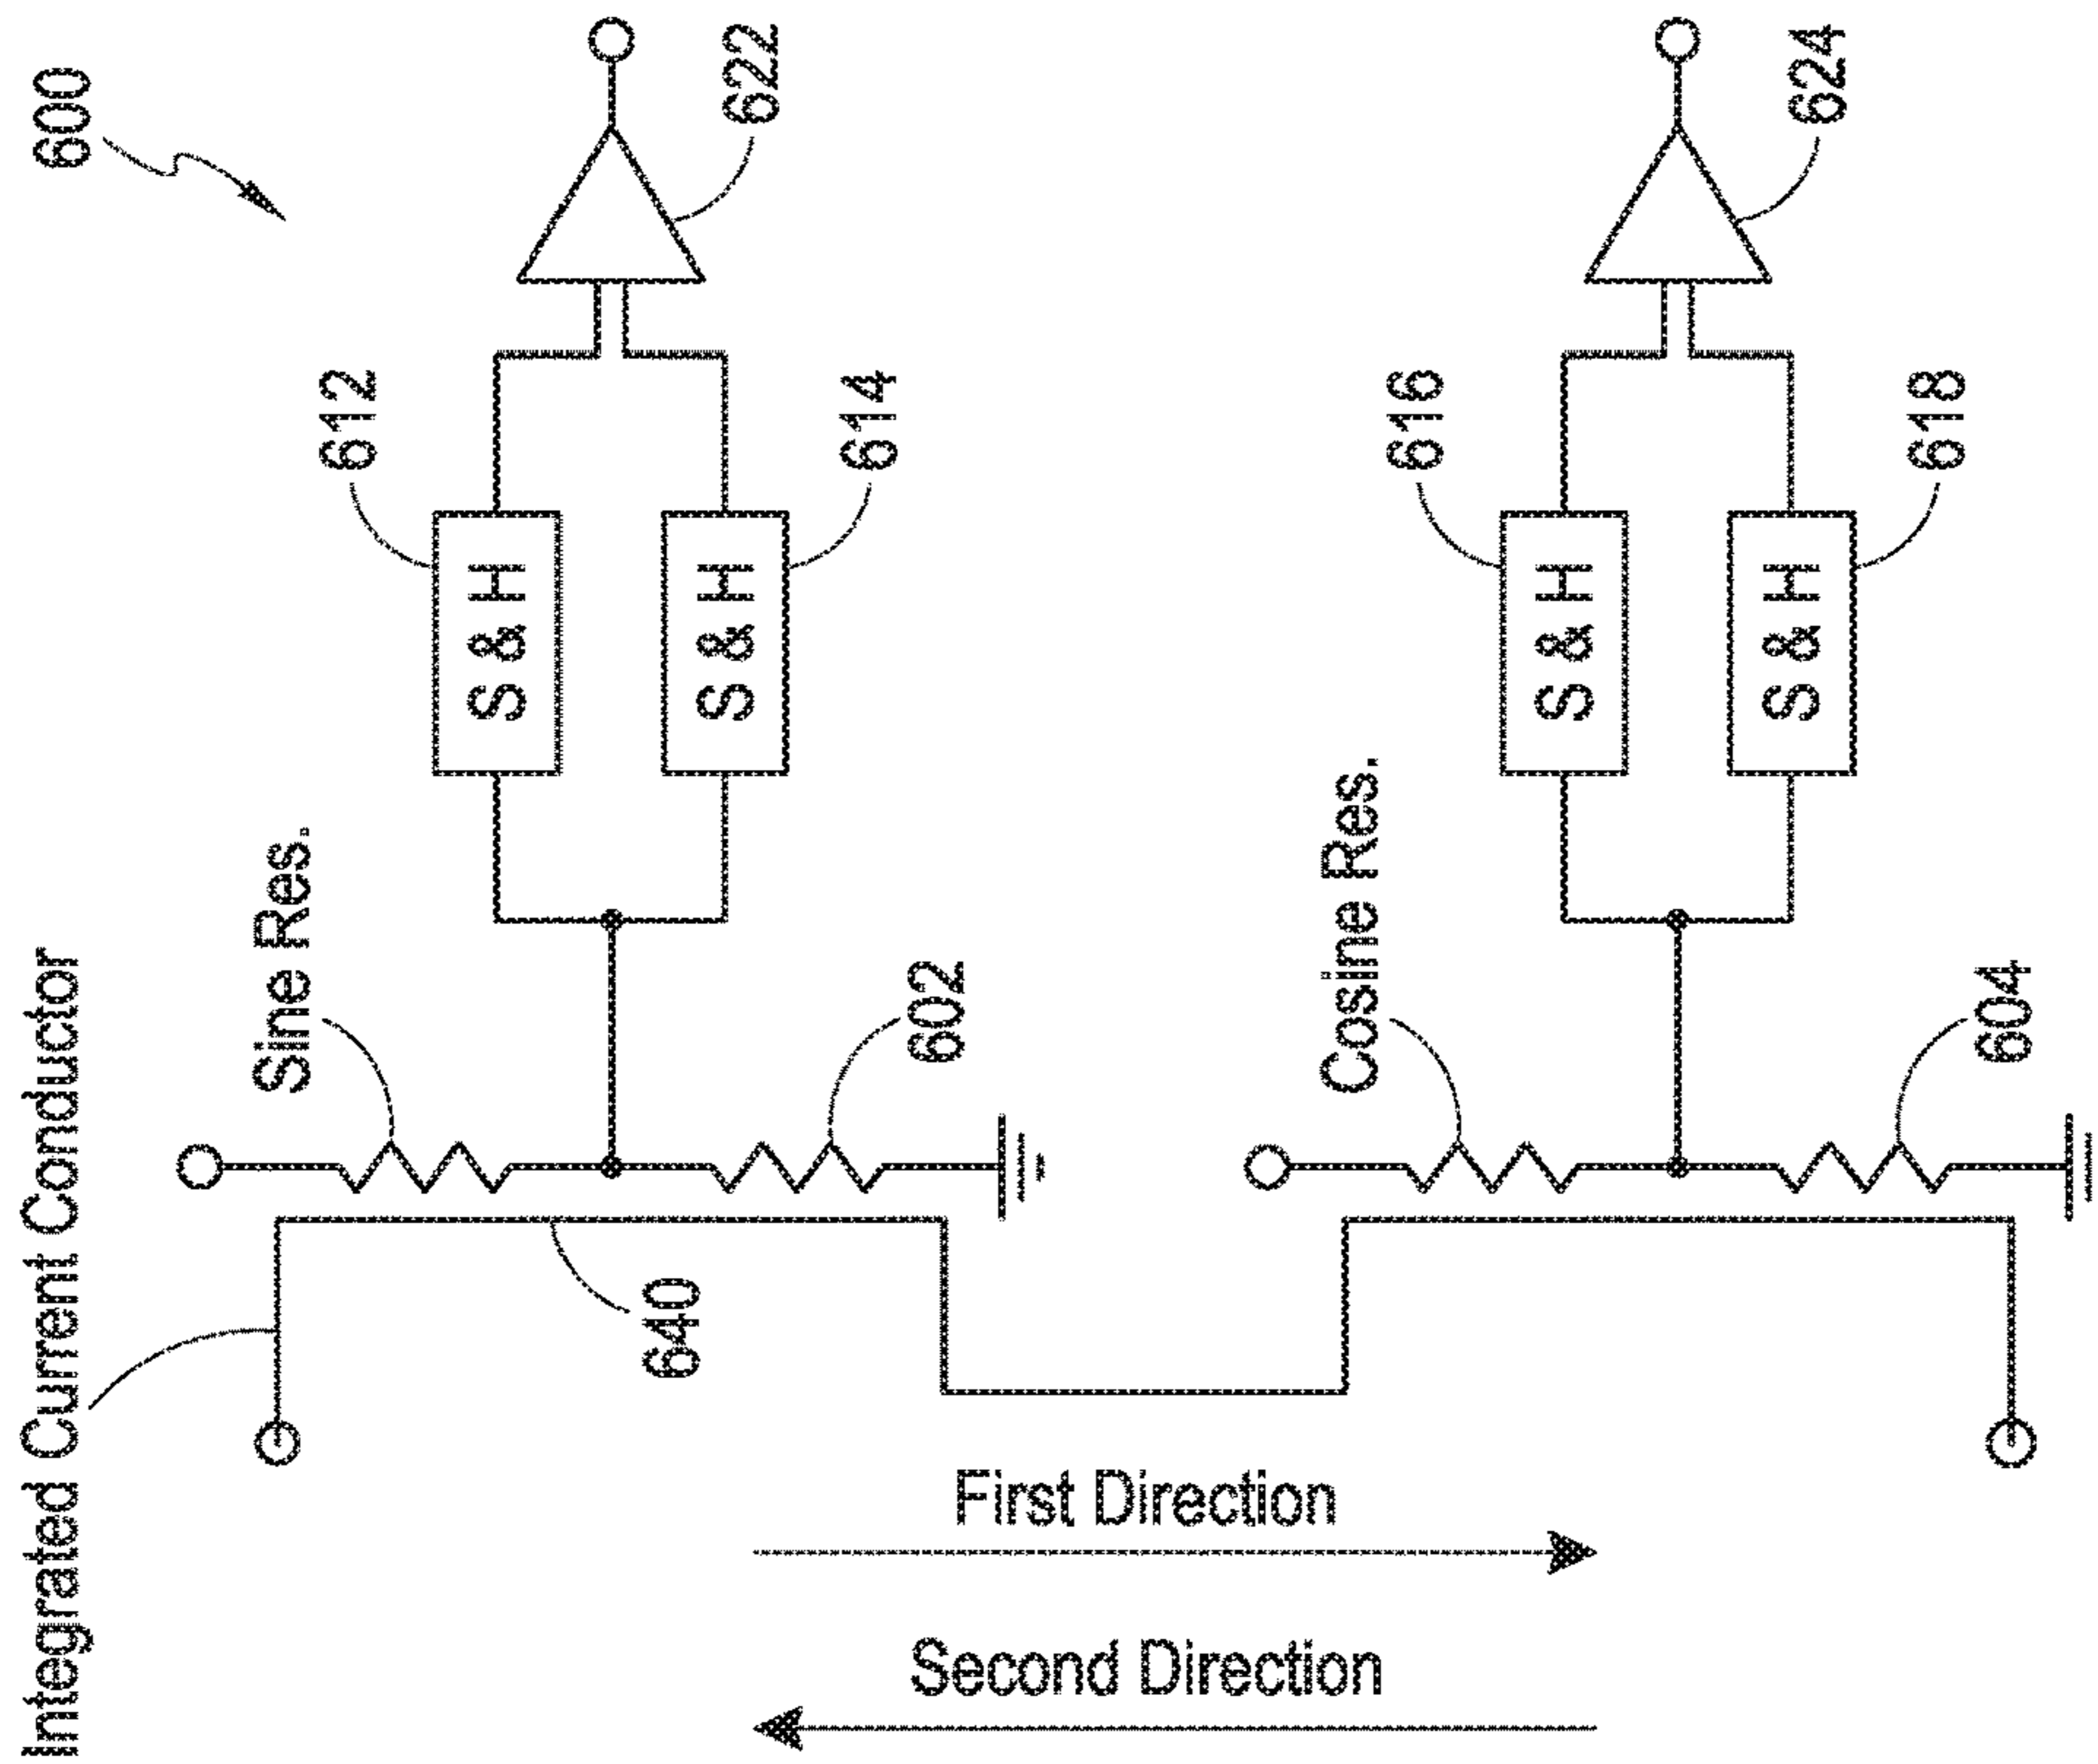 600
622
624
612
614
616
618
S & H
S & H
S & H
S & H
Sine Res.
602
Cosine Res.
604
Integrated Current Conductor
640
First Direction
Second Direction